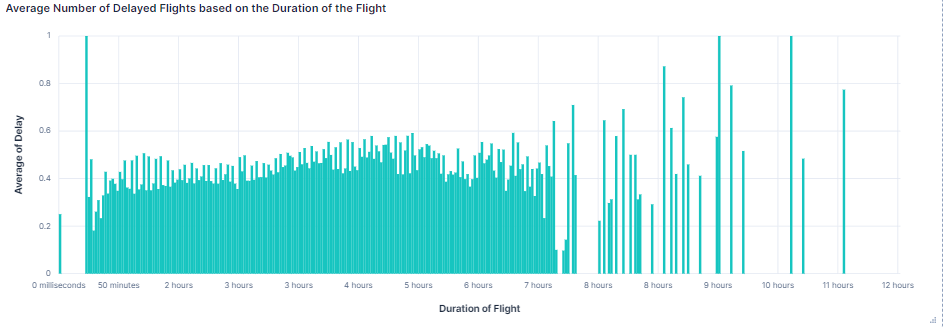 Average Number of Delayed Flights based on the Duration of the Flight
1
0.8
0.6
0.4
0.2
0
Average of Delay
0 milliseconds 50 minutes 2 hours 3 hours 3 hours 4 hours 5 hours 6 hours 7 hours 8 hours 8 hours 9 hours 10 hours 11 hours 12 hours
Duration of Flight